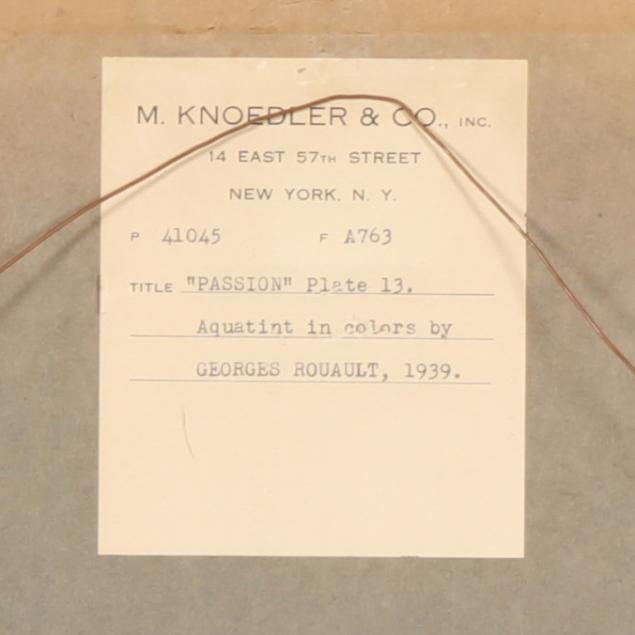 M. KNOEDLER & CO., INC.
14 EAST 57TH STREET
NEW YORK, N. Y.
P 41045 F A763
TITLE "PASSION" Plate 13.
Aquatint in colors by
GEORGES ROUAULT, 1939.